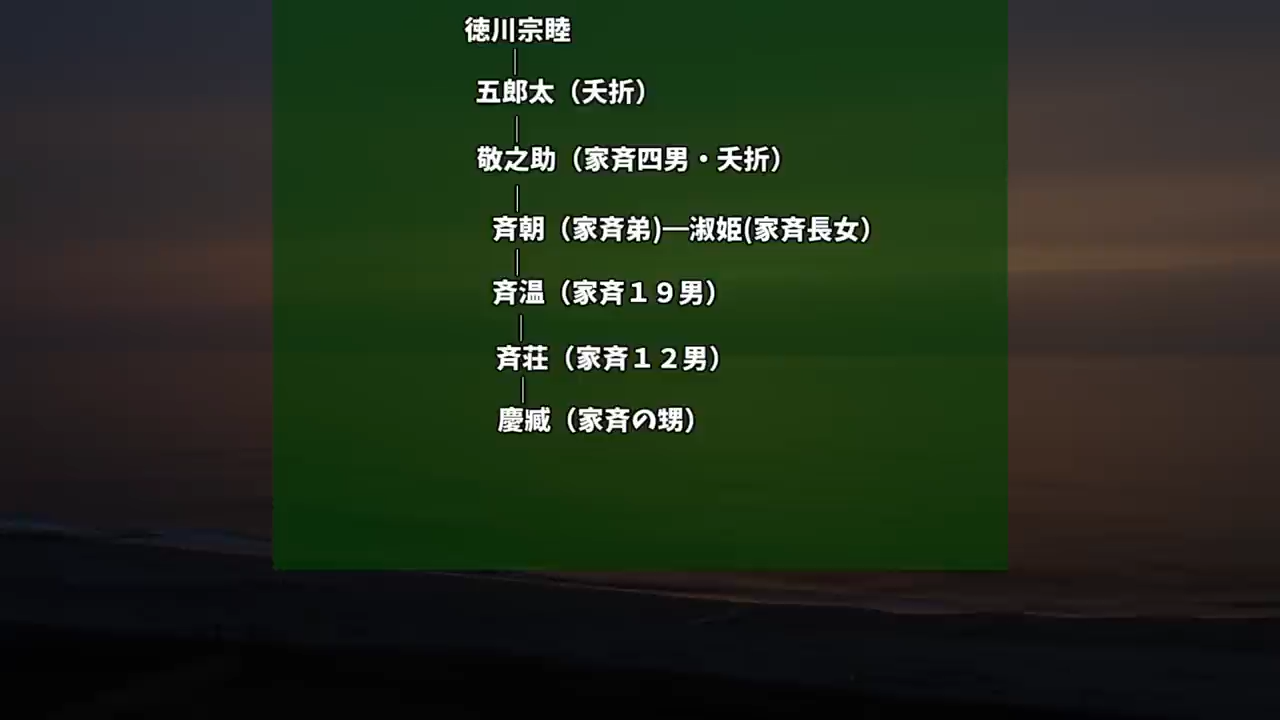 徳川宗睦
五郎太（夭折）
敬之助（家斉四男・夭折）
斉朝（家斉弟)―淑姫(家斉長女）
斉温（家斉１９男）
斉荘（家斉１２男）
慶臧（家斉の甥）